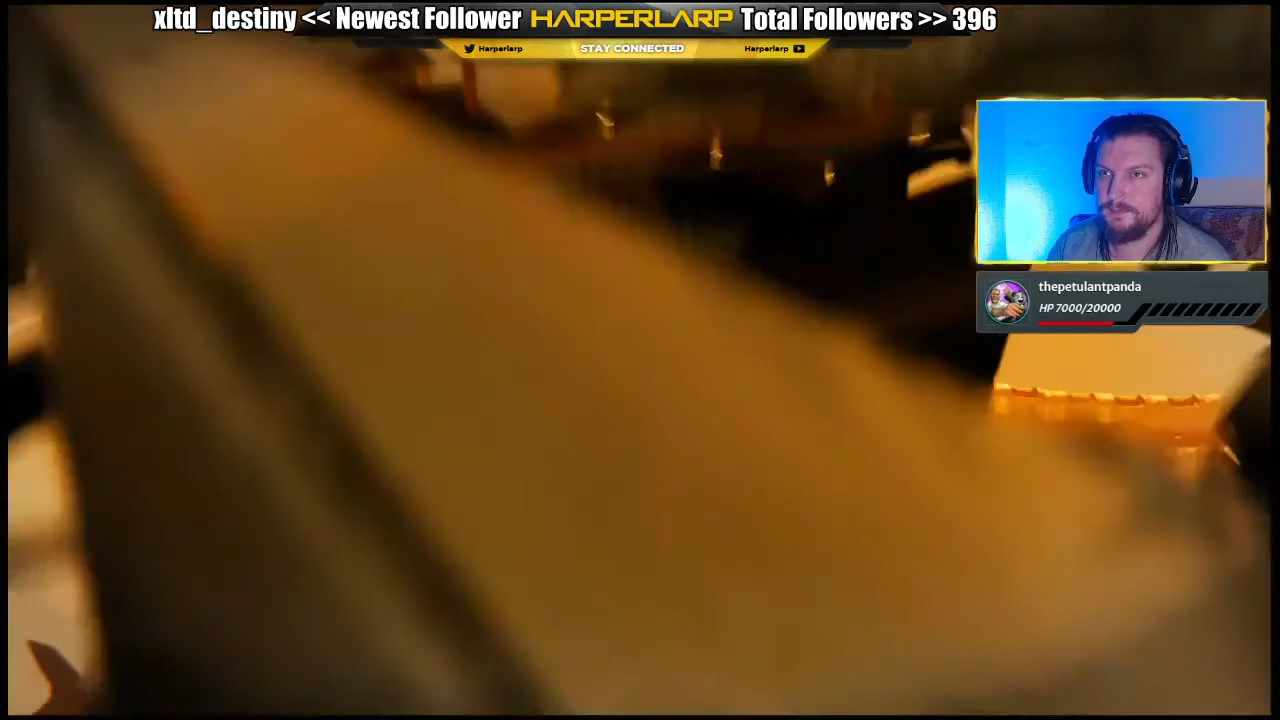 xltd_destiny << Newest Follower HARPERLARP Total Followers >> 396
Harperlarp STAY CONNECTED Harperlarp
thepetulantpanda
HP 7000/20000